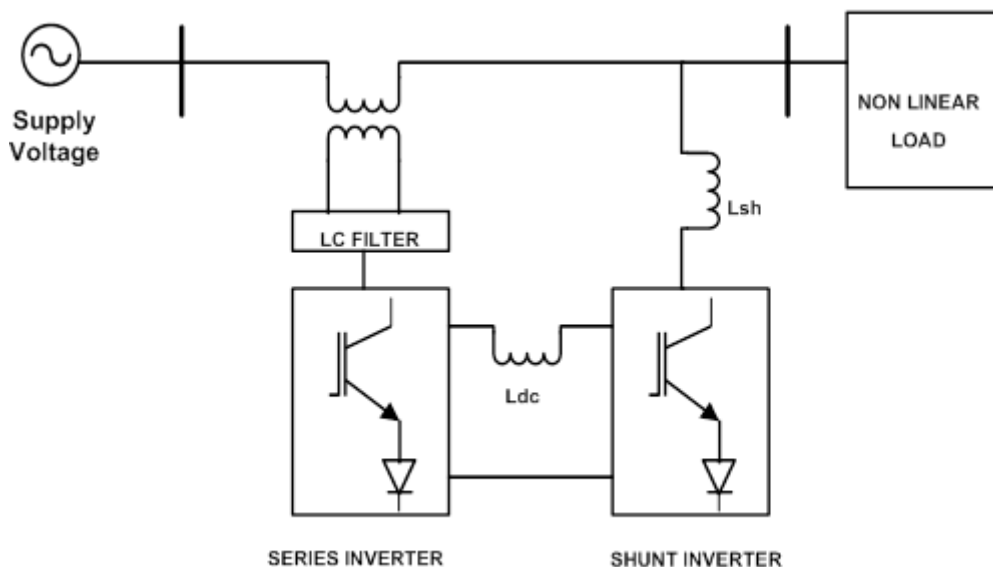 Supply
Voltage
NON LINEAR
LOAD
Lsh
LC FILTER
Ldc
SERIES INVERTER
SHUNT INVERTER